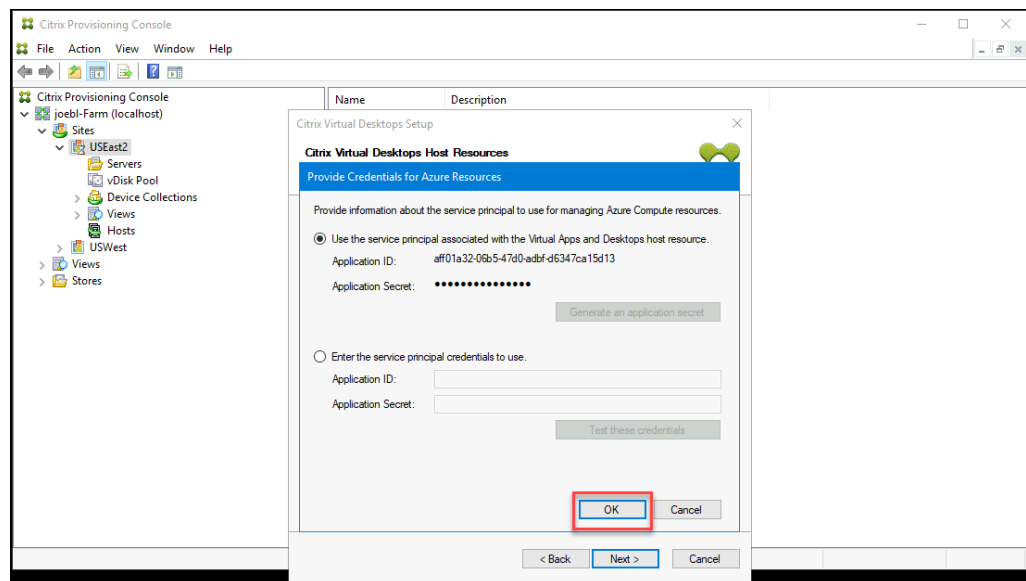 Citrix Provisioning Console
File Action View Window Help
Citrix Provisioning Console
joebl-Farm (localhost)
Sites
USEast2
Servers
vDisk Pool
Device Collections
Views
Hosts
USWest
Views
Stores
Name Description
Citrix Virtual Desktops Setup
Citrix Virtual Desktops Host Resources
Provide Credentials for Azure Resources
Provide information about the service principal to use for managing Azure Compute resources.
Use the service principal associated with the Virtual Apps and Desktops host resource.
Application ID: aff01a32-06b5-47d0-adbf-d6347ca15d13
Application Secret: •••••••••••••••
Generate an application secret
Enter the service principal credentials to use.
Application ID:
Application Secret:
Test these credentials
OK Cancel
< Back Next > Cancel